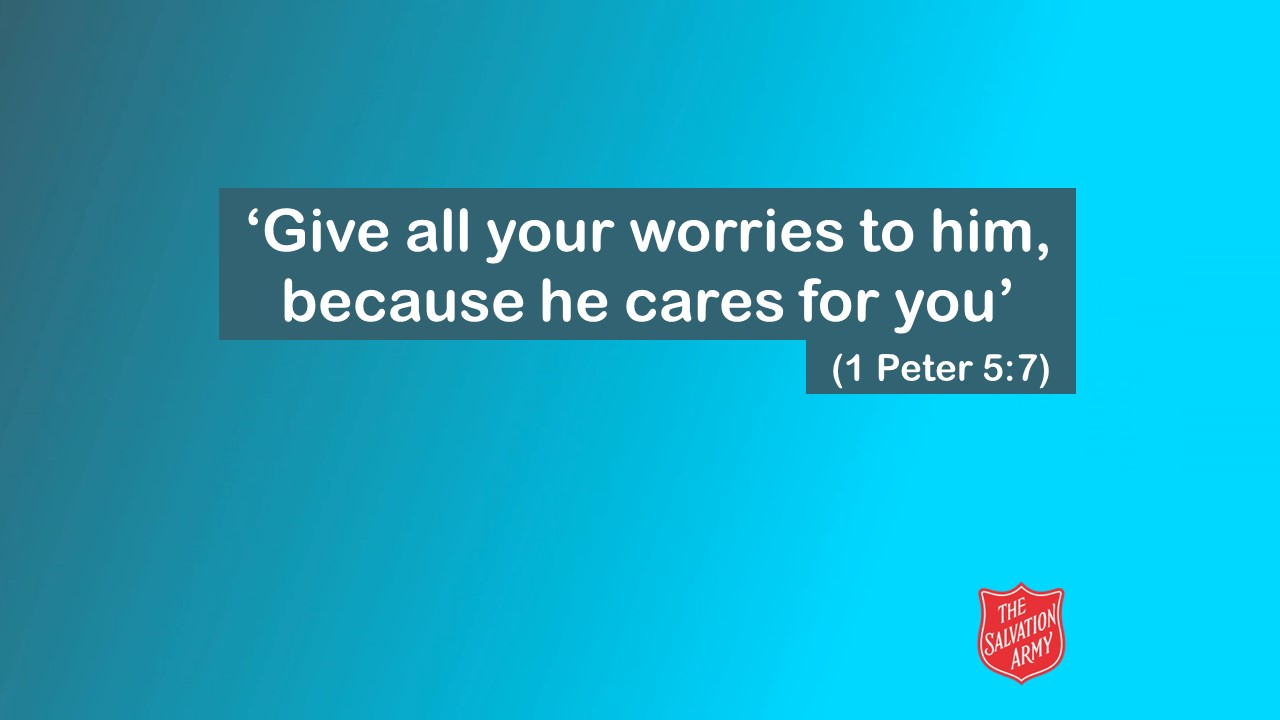 ‘Give all your worries to him,
because he cares for you’
(1 Peter 5:7)
THE
SALVATION
ARMY